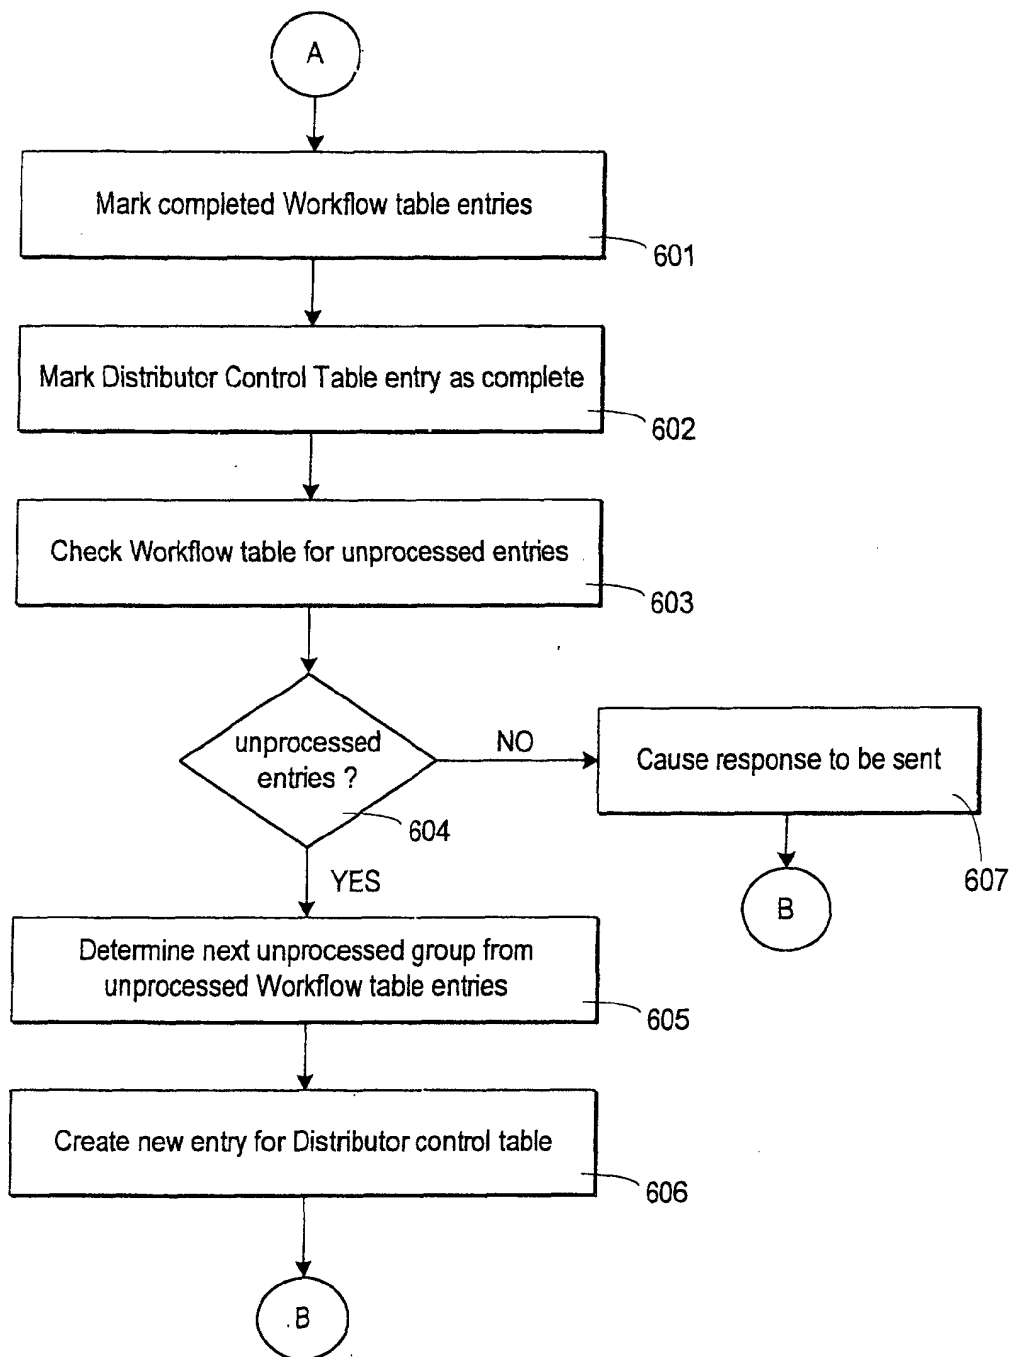 A
Mark completed Workflow table entries
601
Mark Distributor Control Table entry as complete
602
Check Workflow table for unprocessed entries
603
unprocessed
entries ?
604
NO
Cause response to be sent
607
B
YES
Determine next unprocessed group from
unprocessed Workflow table entries
605
Create new entry for Distributor control table
606
B